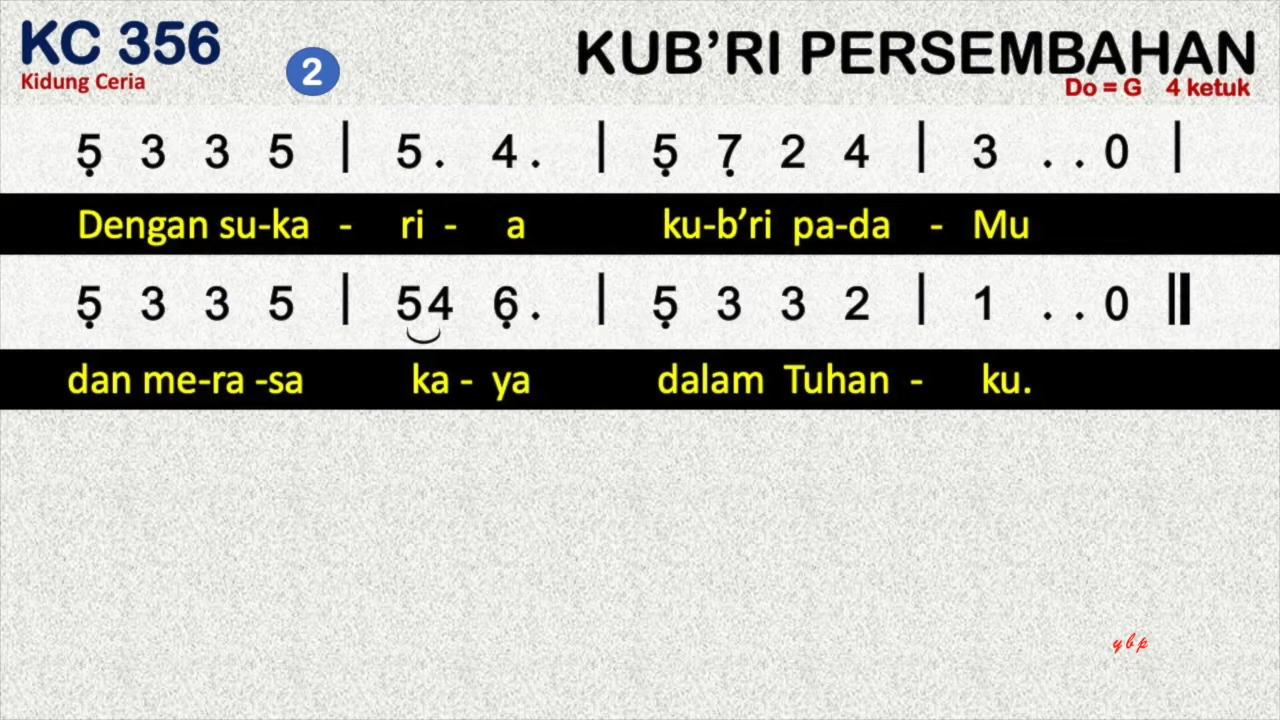 KC 356
Kidung Ceria
2
KUB’RI PERSEMBAHAN
Do = G 4 ketuk
5̣ 3 3 5 | 5 . 4 . | 5̣ 7̣ 2 4 | 3 . . 0 |
Dengan su-ka - ri - a ku-b’ri pa-da - Mu
5̣ 3 3 5 | 54 6̣ . | 5̣ 3 3 2 | 1 . . 0 ||
dan me-ra -sa ka - ya dalam Tuhan - ku.
ybp